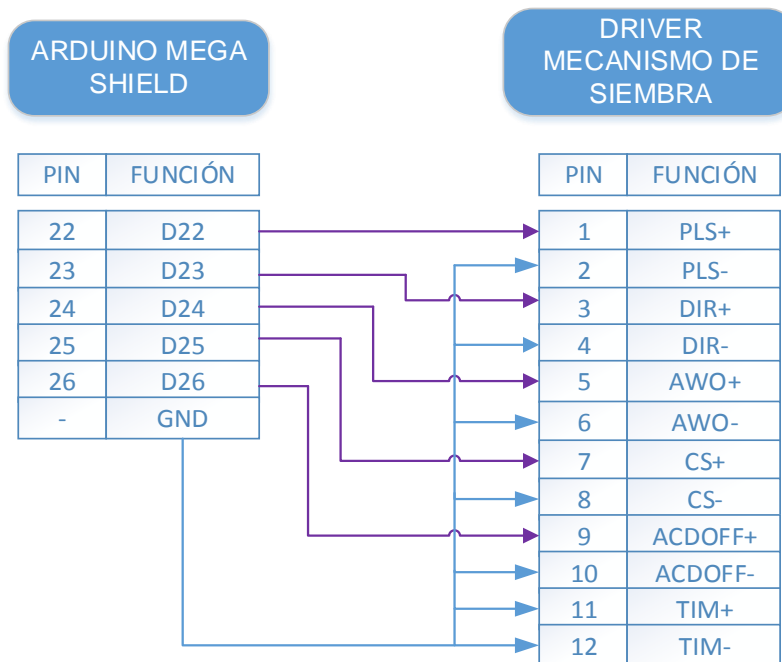 ARDUINO MEGA
SHIELD
DRIVER
MECANISMO DE
SIEMBRA
PIN FUNCIÓN
22 D22
23 D23
24 D24
25 D25
26 D26
- GND
PIN FUNCIÓN
1 PLS+
2 PLS-
3 DIR+
4 DIR-
5 AWO+
6 AWO-
7 CS+
8 CS-
9 ACDOFF+
10 ACDOFF-
11 TIM+
12 TIM-